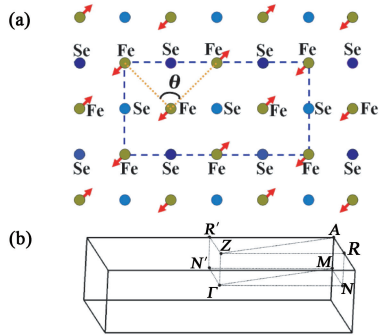 (a)
Se Fe Se Fe Se Fe
θ
Fe Se Fe Se Fe Se Fe
Se Fe Se Fe Se Fe Se
(b)
R′ A
Z R
N′ M
Γ N